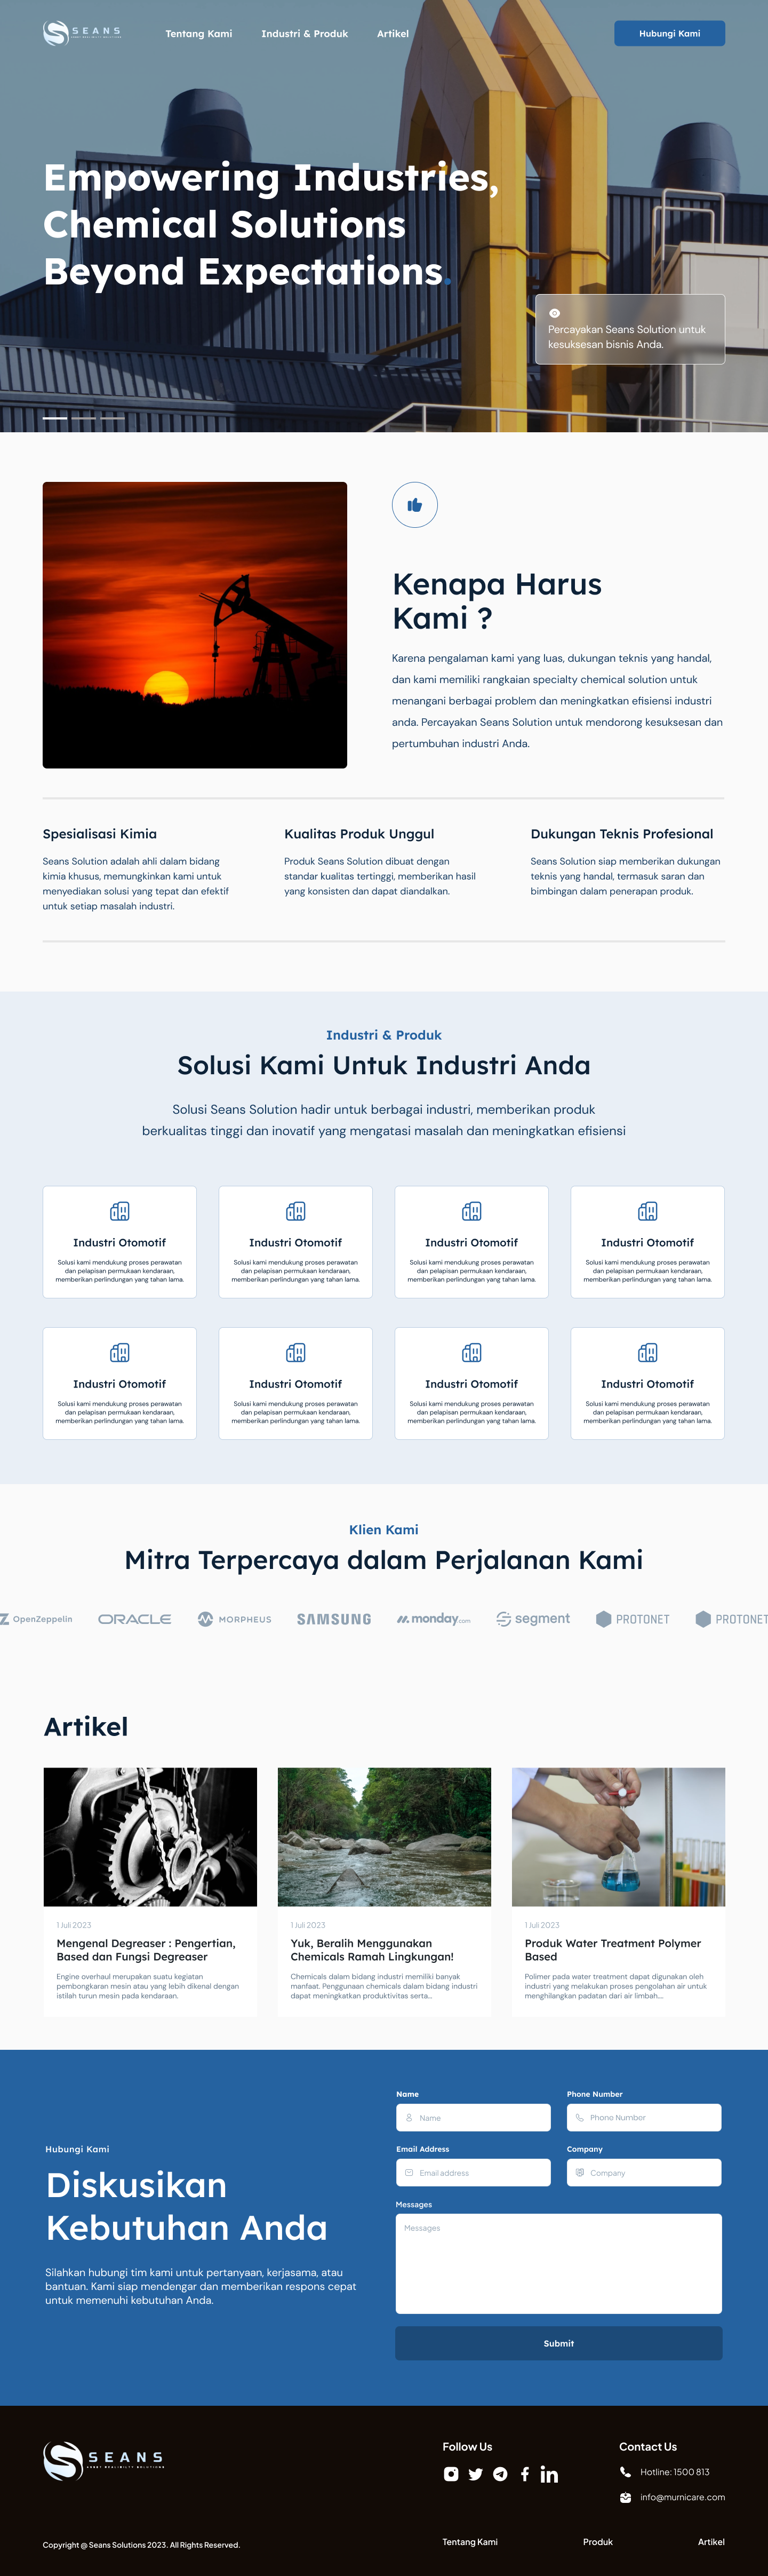 SEANS
Tentang Kami
Industri & Produk
Artikel
Hubungi Kami
Empowering Industries,
Chemical Solutions
Beyond Expectations.
Percayakan Seans Solution untuk
kesuksesan bisnis Anda.
Kenapa Harus
Kami ?
Karena pengalaman kami yang luas, dukungan teknis yang handal,
dan kami memiliki rangkaian specialty chemical solution untuk
menangani berbagai problem dan meningkatkan efisiensi industri
anda. Percayakan Seans Solution untuk mendorong kesuksesan dan
pertumbuhan industri Anda.
Spesialisasi Kimia
Seans Solution adalah ahli dalam bidang
kimia khusus, memungkinkan kami untuk
menyediakan solusi yang tepat dan efektif
untuk setiap masalah industri.
Kualitas Produk Unggul
Produk Seans Solution dibuat dengan
standar kualitas tertinggi, memberikan hasil
yang konsisten dan dapat diandalkan.
Dukungan Teknis Profesional
Seans Solution siap memberikan dukungan
teknis yang handal, termasuk saran dan
bimbingan dalam penerapan produk.
Industri & Produk
Solusi Kami Untuk Industri Anda
Solusi Seans Solution hadir untuk berbagai industri, memberikan produk
berkualitas tinggi dan inovatif yang mengatasi masalah dan meningkatkan efisiensi
Industri Otomotif
Solusi kami mendukung proses perawatan
dan pelapisan permukaan kendaraan,
memberikan perlindungan yang tahan lama.
Industri Otomotif
Solusi kami mendukung proses perawatan
dan pelapisan permukaan kendaraan,
memberikan perlindungan yang tahan lama.
Industri Otomotif
Solusi kami mendukung proses perawatan
dan pelapisan permukaan kendaraan,
memberikan perlindungan yang tahan lama.
Industri Otomotif
Solusi kami mendukung proses perawatan
dan pelapisan permukaan kendaraan,
memberikan perlindungan yang tahan lama.
Industri Otomotif
Solusi kami mendukung proses perawatan
dan pelapisan permukaan kendaraan,
memberikan perlindungan yang tahan lama.
Industri Otomotif
Solusi kami mendukung proses perawatan
dan pelapisan permukaan kendaraan,
memberikan perlindungan yang tahan lama.
Industri Otomotif
Solusi kami mendukung proses perawatan
dan pelapisan permukaan kendaraan,
memberikan perlindungan yang tahan lama.
Industri Otomotif
Solusi kami mendukung proses perawatan
dan pelapisan permukaan kendaraan,
memberikan perlindungan yang tahan lama.
Klien Kami
Mitra Terpercaya dalam Perjalanan Kami
OpenZeppelin
ORACLE
MORPHEUS
SAMSUNG
monday.com
segment
PROTONET
PROTONET
Artikel
1 Juli 2023
Mengenal Degreaser : Pengertian,
Based dan Fungsi Degreaser
Engine overhaul merupakan suatu kegiatan
pembongkaran mesin atau yang lebih dikenal dengan
istilah turun mesin pada kendaraan.
1 Juli 2023
Yuk, Beralih Menggunakan
Chemicals Ramah Lingkungan!
Chemicals dalam bidang industri memiliki banyak
manfaat. Penggunaan chemicals dalam bidang industri
dapat meningkatkan produktivitas serta...
1 Juli 2023
Produk Water Treatment Polymer
Based
Polimer pada water treatment dapat digunakan oleh
industri yang melakukan proses pengolahan air untuk
menghilangkan padatan dari air limbah....
Hubungi Kami
Diskusikan
Kebutuhan Anda
Silahkan hubungi tim kami untuk pertanyaan, kerjasama, atau
bantuan. Kami siap mendengar dan memberikan respons cepat
untuk memenuhi kebutuhan Anda.
Name
Name
Phone Number
Phone Number
Email Address
Email address
Company
Company
Messages
Messages
Submit
SEANS
Follow Us
Contact Us
Hotline: 1500 813
info@murnicare.com
Copyright @ Seans Solutions 2023. All Rights Reserved.
Tentang Kami
Produk
Artikel